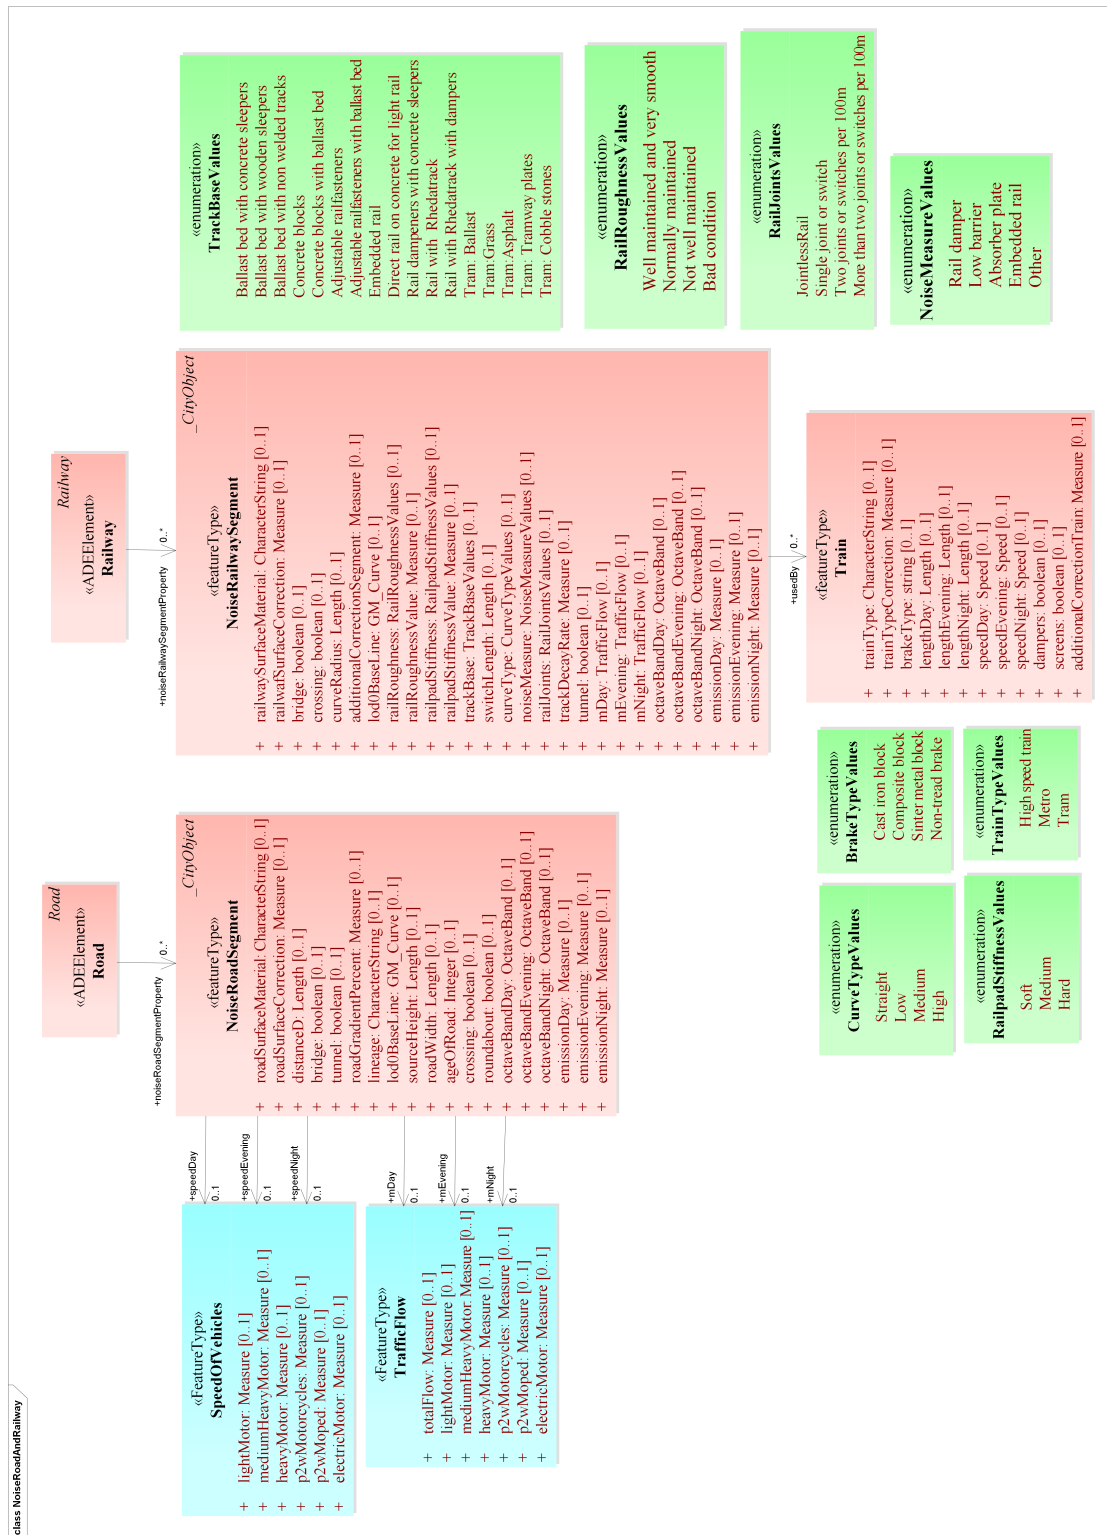 class NoiseRoadAndRailway
Road
«ADEElement»
Road
+noiseRoadSegmentProperty
0..*
Railway
«ADEElement»
Railway
+noiseRailwaySegmentProperty
0..*
«FeatureType»
SpeedOfVehicles
+ lightMotor: Measure [0..1]
+ mediumHeavyMotor: Measure [0..1]
+ heavyMotor: Measure [0..1]
+ p2wMotorcycles: Measure [0..1]
+ p2wMoped: Measure [0..1]
+ electricMotor: Measure [0..1]
+speedDay
0..1
+speedEvening
0..1
+speedNight
0..1
«FeatureType»
TrafficFlow
+ totalFlow: Measure [0..1]
+ lightMotor: Measure [0..1]
+ mediumHeavyMotor: Measure [0..1]
+ heavyMotor: Measure [0..1]
+ p2wMotorcycles: Measure [0..1]
+ p2wMoped: Measure [0..1]
+ electricMotor: Measure [0..1]
+mDay
0..1
+mEvening
0..1
+mNight
0..1
_CityObject
«featureType»
NoiseRoadSegment
+ roadSurfaceMaterial: CharacterString [0..1]
+ roadSurfaceCorrection: Measure [0..1]
+ distanceD: Length [0..1]
+ bridge: boolean [0..1]
+ tunnel: boolean [0..1]
+ roadGradientPercent: Measure [0..1]
+ lineage: CharacterString [0..1]
+ lod0BaseLine: GM_Curve [0..1]
+ sourceHeight: Length [0..1]
+ roadWidth: Length [0..1]
+ ageOfRoad: Integer [0..1]
+ crossing: boolean [0..1]
+ roundabout: boolean [0..1]
+ octaveBandDay: OctaveBand [0..1]
+ octaveBandEvening: OctaveBand [0..1]
+ octaveBandNight: OctaveBand [0..1]
+ emissionDay: Measure [0..1]
+ emissionEvening: Measure [0..1]
+ emissionNight: Measure [0..1]
_CityObject
«featureType»
NoiseRailwaySegment
+ railwaySurfaceMaterial: CharacterString [0..1]
+ railwafSurfaceCorrection: Measure [0..1]
+ bridge: boolean [0..1]
+ crossing: boolean [0..1]
+ curveRadius: Length [0..1]
+ additionalCorrectionSegment: Measure [0..1]
+ lod0BaseLine: GM_Curve [0..1]
+ railRoughness: RailRoughnessValues [0..1]
+ railRoughnessValue: Measure [0..1]
+ railpadStiffness: RailpadStiffnessValues [0..1]
+ railpadStiffnessValue: Measure [0..1]
+ trackBase: TrackBaseValues [0..1]
+ switchLength: Length [0..1]
+ curveType: CurveTypeValues [0..1]
+ noiseMeasure: NoiseMeasureValues [0..1]
+ railJoints: RailJointsValues [0..1]
+ trackDecayRate: Measure [0..1]
+ tunnel: boolean [0..1]
+ mDay: TrafficFlow [0..1]
+ mEvening: TrafficFlow [0..1]
+ mNight: TrafficFlow [0..1]
+ octaveBandDay: OctaveBand [0..1]
+ octaveBandEvening: OctaveBand [0..1]
+ octaveBandNight: OctaveBand [0..1]
+ emissionDay: Measure [0..1]
+ emissionEvening: Measure [0..1]
+ emissionNight: Measure [0..1]
+usedBy
0..*
«featureType»
Train
+ trainType: CharacterString [0..1]
+ trainTypeCorrection: Measure [0..1]
+ brakeType: string [0..1]
+ lengthDay: Length [0..1]
+ lengthEvening: Length [0..1]
+ lengthNight: Length [0..1]
+ speedDay: Speed [0..1]
+ speedEvening: Speed [0..1]
+ speedNight: Speed [0..1]
+ dampers: boolean [0..1]
+ screens: boolean [0..1]
+ additionalCorrectionTrain: Measure [0..1]
«enumeration»
TrackBaseValues
Ballast bed with concrete sleepers
Ballast bed with wooden sleepers
Ballast bed with non welded tracks
Concrete blocks
Concrete blocks with ballast bed
Adjustable railfasteners
Adjustable railfasteners with ballast bed
Embedded rail
Direct rail on concrete for light rail
Rail dampeners with concrete sleepers
Rail with Rhedatrack
Rail with Rhedatrack with dampers
Tram: Ballast
Tram:Grass
Tram:Asphalt
Tram: Tramway plates
Tram: Cobble stones
«enumeration»
RailRoughnessValues
Well maintained and very smooth
Normally maintained
Not well maintained
Bad condition
«enumeration»
RailJointsValues
JointlessRail
Single joint or switch
Two joints or switches per 100m
More than two joints or switches per 100m
«enumeration»
NoiseMeasureValues
Rail damper
Low barrier
Absorber plate
Embedded rail
Other
«enumeration»
CurveTypeValues
Straight
Low
Medium
High
«enumeration»
BrakeTypeValues
Cast iron block
Composite block
Sinter metal block
Non-tread brake
«enumeration»
RailpadStiffnessValues
Soft
Medium
Hard
«enumeration»
TrainTypeValues
High speed train
Metro
Tram